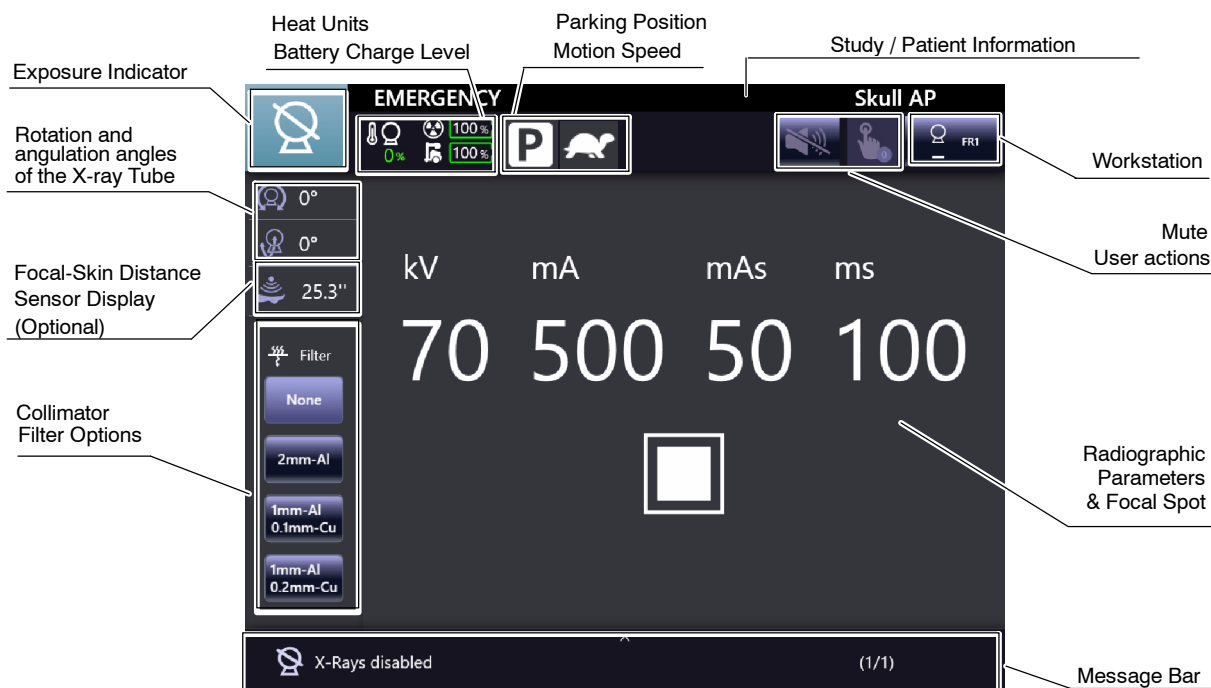 Heat Units
Battery Charge Level
Parking Position
Motion Speed
Study / Patient Information
Exposure Indicator
EMERGENCY
Skull AP
0%
100 %
100 %
P
0
FR1
Workstation
Rotation and
angulation angles
of the X-ray Tube
0°
0°
Mute
User actions
Focal-Skin Distance
Sensor Display
(Optional)
25.3''
kV mA mAs ms
70 500 50 100
Filter
None
2mm-Al
1mm-Al
0.1mm-Cu
1mm-Al
0.2mm-Cu
Collimator
Filter Options
Radiographic
Parameters
& Focal Spot
X-Rays disabled
(1/1)
Message Bar